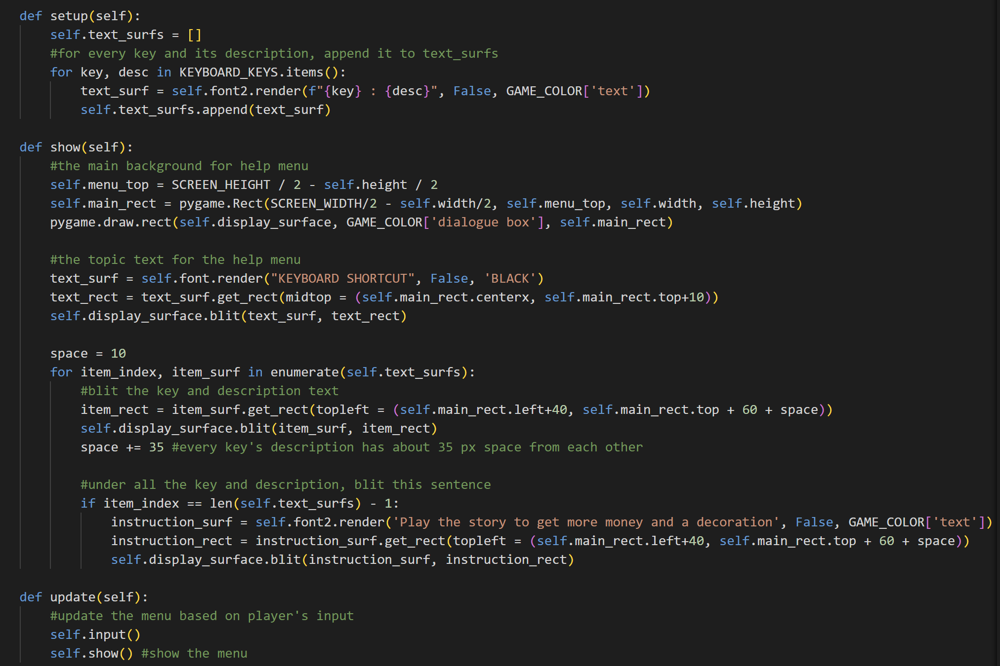 def setup(self):
    self.text_surfs = []
    #for every key and its description, append it to text_surfs
    for key, desc in KEYBOARD_KEYS.items():
        text_surf = self.font2.render(f"{key} : {desc}", False, GAME_COLOR['text'])
        self.text_surfs.append(text_surf)

def show(self):
    #the main background for help menu
    self.menu_top = SCREEN_HEIGHT / 2 - self.height / 2
    self.main_rect = pygame.Rect(SCREEN_WIDTH/2 - self.width/2, self.menu_top, self.width, self.height)
    pygame.draw.rect(self.display_surface, GAME_COLOR['dialogue box'], self.main_rect)

    #the topic text for the help menu
    text_surf = self.font.render("KEYBOARD SHORTCUT", False, 'BLACK')
    text_rect = text_surf.get_rect(midtop = (self.main_rect.centerx, self.main_rect.top+10))
    self.display_surface.blit(text_surf, text_rect)

    space = 10
    for item_index, item_surf in enumerate(self.text_surfs):
        #blit the key and description text
        item_rect = item_surf.get_rect(topleft = (self.main_rect.left+40, self.main_rect.top + 60 + space))
        self.display_surface.blit(item_surf, item_rect)
        space += 35 #every key's description has about 35 px space from each other

        #under all the key and description, blit this sentence
        if item_index == len(self.text_surfs) - 1:
            instruction_surf = self.font2.render('Play the story to get more money and a decoration', False, GAME_COLOR['text'])
            instruction_rect = instruction_surf.get_rect(topleft = (self.main_rect.left+40, self.main_rect.top + 60 + space))
            self.display_surface.blit(instruction_surf, instruction_rect)

def update(self):
    #update the menu based on player's input
    self.input()
    self.show() #show the menu